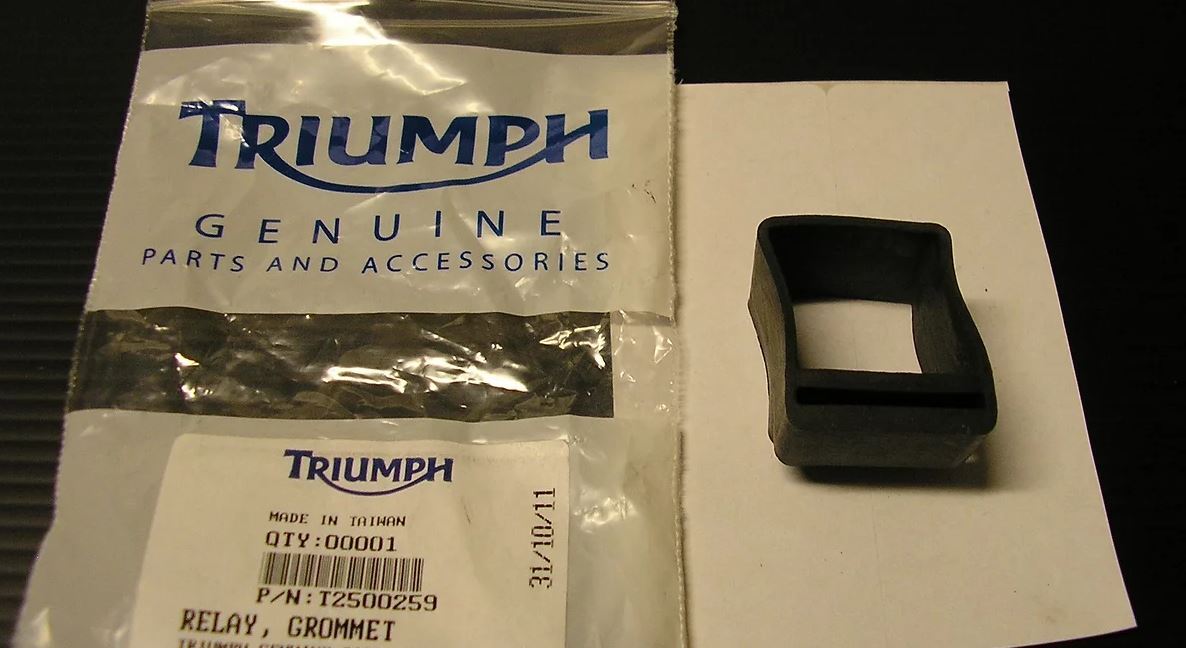 TRIUMPH
GENUINE
PARTS AND ACCESSORIES
TRIUMPH
MADE IN TAIWAN
QTY:00001
31/10/11
P/N:T2500259
RELAY, GROMMET